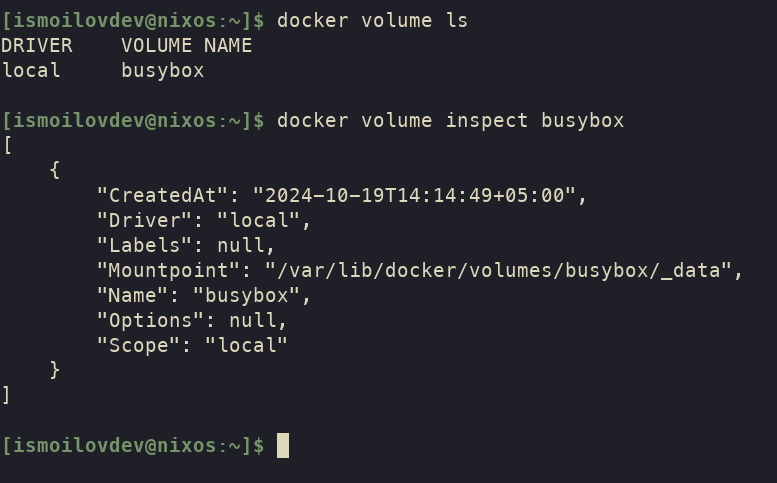 [ismoilovdev@nixos:~]$ docker volume ls
DRIVER    VOLUME NAME
local     busybox
[ismoilovdev@nixos:~]$ docker volume inspect busybox
[
    {
        "CreatedAt": "2024-10-19T14:14:49+05:00",
        "Driver": "local",
        "Labels": null,
        "Mountpoint": "/var/lib/docker/volumes/busybox/_data",
        "Name": "busybox",
        "Options": null,
        "Scope": "local"
    }
]
[ismoilovdev@nixos:~]$